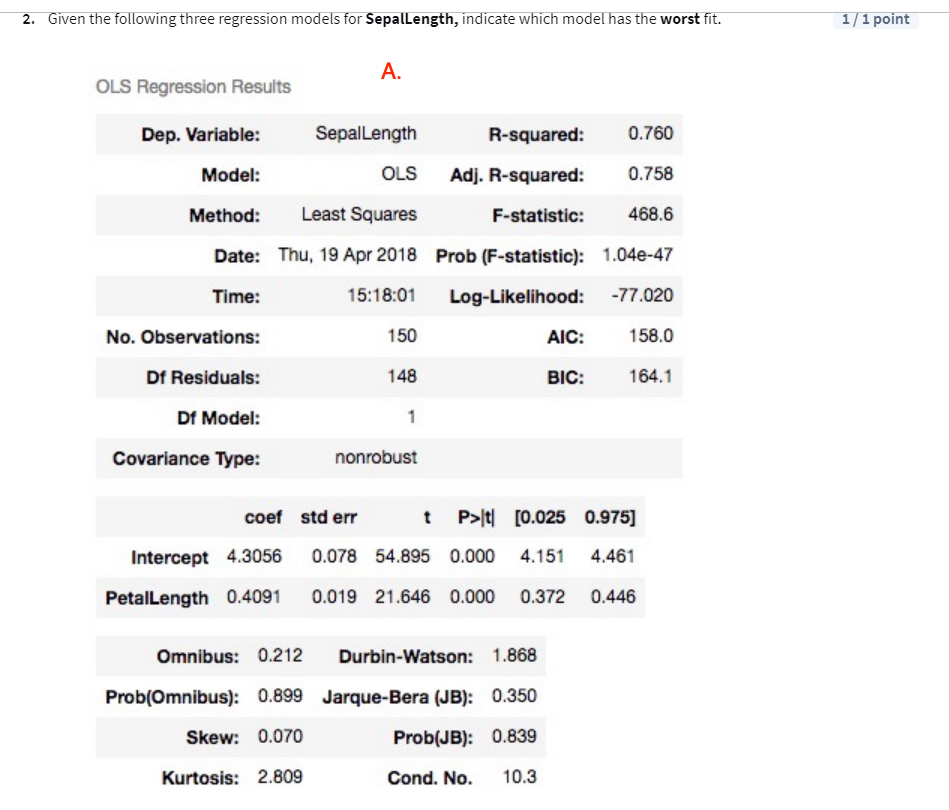 2. Given the following three regression models for SepalLength, indicate which model has the worst fit. 1 / 1 point
A.
OLS Regression Results
Dep. Variable: SepalLength R-squared: 0.760
Model: OLS Adj. R-squared: 0.758
Method: Least Squares F-statistic: 468.6
Date: Thu, 19 Apr 2018 Prob (F-statistic): 1.04e-47
Time: 15:18:01 Log-Likelihood: -77.020
No. Observations: 150 AIC: 158.0
Df Residuals: 148 BIC: 164.1
Df Model: 1
Covariance Type: nonrobust
coef std err t P>|t| [0.025 0.975]
Intercept 4.3056 0.078 54.895 0.000 4.151 4.461
PetalLength 0.4091 0.019 21.646 0.000 0.372 0.446
Omnibus: 0.212 Durbin-Watson: 1.868
Prob(Omnibus): 0.899 Jarque-Bera (JB): 0.350
Skew: 0.070 Prob(JB): 0.839
Kurtosis: 2.809 Cond. No. 10.3